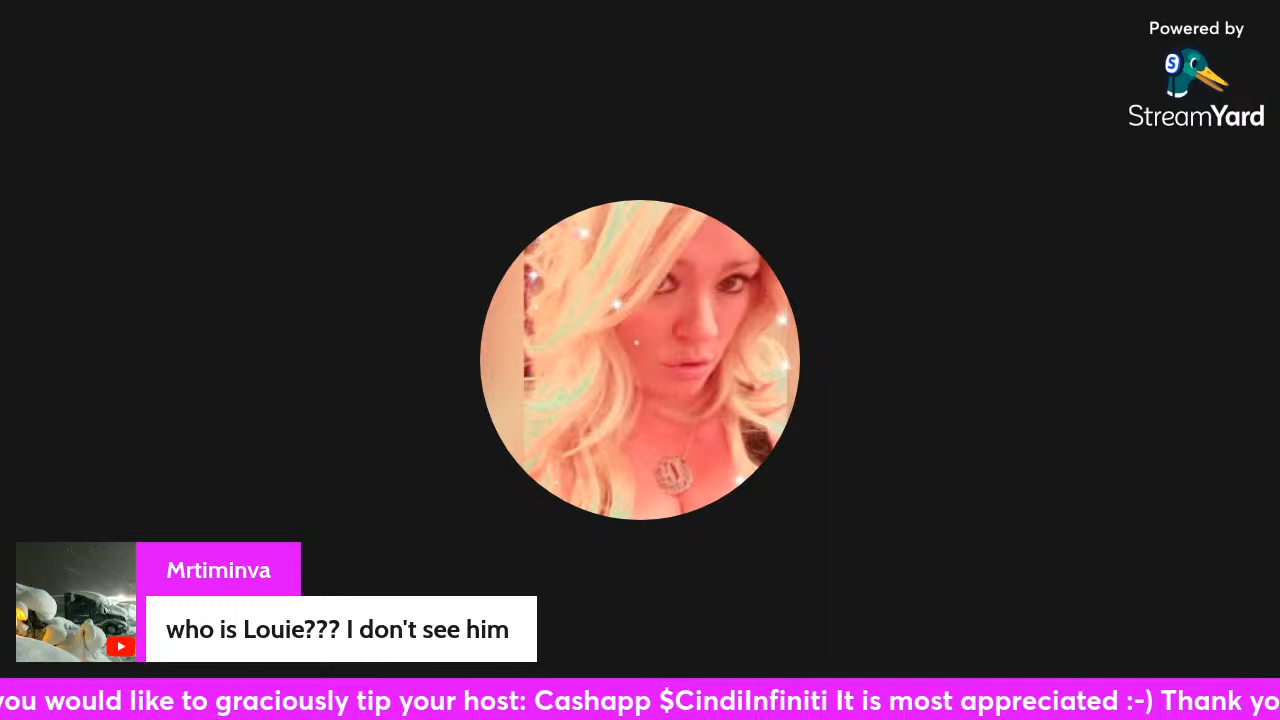 Powered by
S
StreamYard
Mrtiminva
who is Louie??? I don't see him
you would like to graciously tip your host: Cashapp $CindiInfiniti It is most appreciated :-) Thank yo